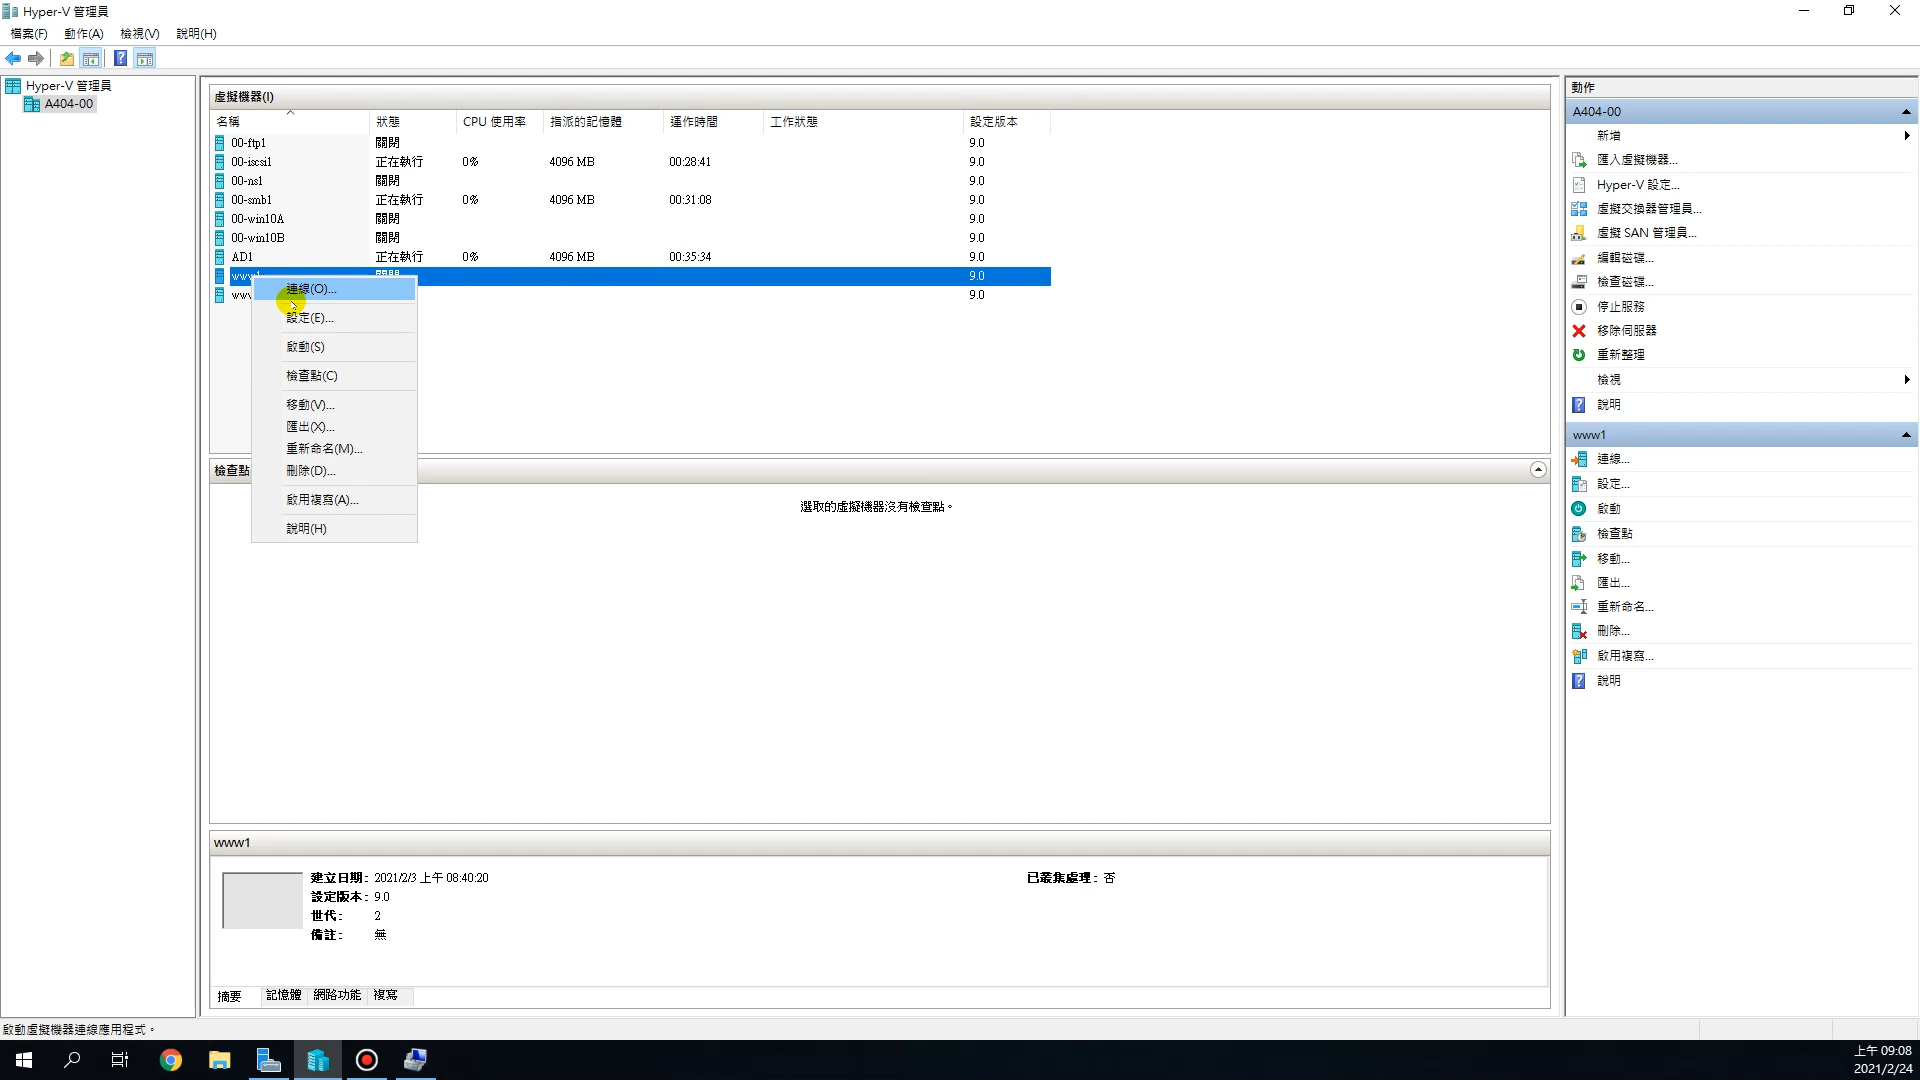 Hyper-V 管理員
檔案(F) 動作(A) 檢視(V) 說明(H)
Hyper-V 管理員
A404-00
虛擬機器(I)
名稱 狀態 CPU 使用率 指派的記憶體 運作時間 工作狀態 設定版本
00-ftp1 關閉 9.0
00-iscsi1 正在執行 0% 4096 MB 00:28:41 9.0
00-ns1 關閉 9.0
00-smb1 正在執行 0% 4096 MB 00:31:08 9.0
00-win10A 關閉 9.0
00-win10B 關閉 9.0
AD1 正在執行 0% 4096 MB 00:35:34 9.0
www1 關閉 9.0
9.0
連線(O)...
設定(E)...
啟動(S)
檢查點(C)
移動(V)...
匯出(X)...
重新命名(M)...
刪除(D)...
啟用複寫(A)...
說明(H)
檢查點
選取的虛擬機器沒有檢查點。
www1
建立日期: 2021/2/3 上午 08:40:20 已叢集處理: 否
設定版本: 9.0
世代: 2
備註: 無
摘要 記憶體 網路功能 複寫
動作
A404-00
新增
匯入虛擬機器...
Hyper-V 設定...
虛擬交換器管理員...
虛擬 SAN 管理員...
編輯磁碟...
檢查磁碟...
停止服務
移除伺服器
重新整理
檢視
說明
www1
連線...
設定...
啟動
檢查點
移動...
匯出...
重新命名...
刪除...
啟用複寫...
說明
啟動虛擬機器連線應用程式。
上午 09:08
2021/2/24